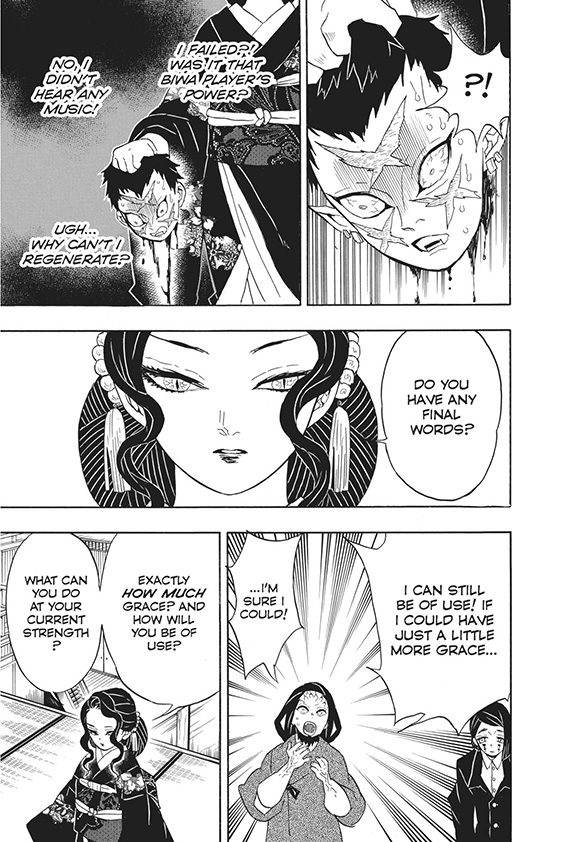 ?!
I FAILED?!
WAS IT THAT
BIWA PLAYER'S
POWER?
NO, I
DIDN'T
HEAR ANY
MUSIC!
UGH...
WHY CAN'T I
REGENERATE?
DO YOU
HAVE ANY
FINAL
WORDS?
I CAN STILL
BE OF USE! IF
I COULD HAVE
JUST A LITTLE
MORE GRACE...
...I'M
SURE I
COULD!
EXACTLY
HOW MUCH
GRACE? AND
HOW WILL
YOU BE OF
USE?
WHAT CAN
YOU DO
AT YOUR
CURRENT
STRENGTH
?